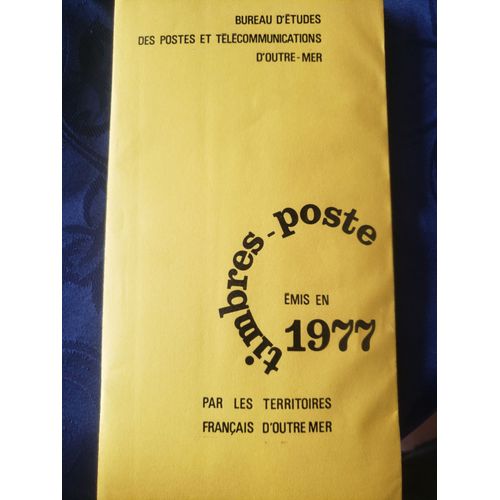 BUREAU D'ÉTUDES
DES POSTES ET TÉLÉCOMMUNICATIONS
D'OUTRE-MER
timbres-poste
ÉMIS EN
1977
PAR LES TERRITOIRES
FRANÇAIS D'OUTRE MER